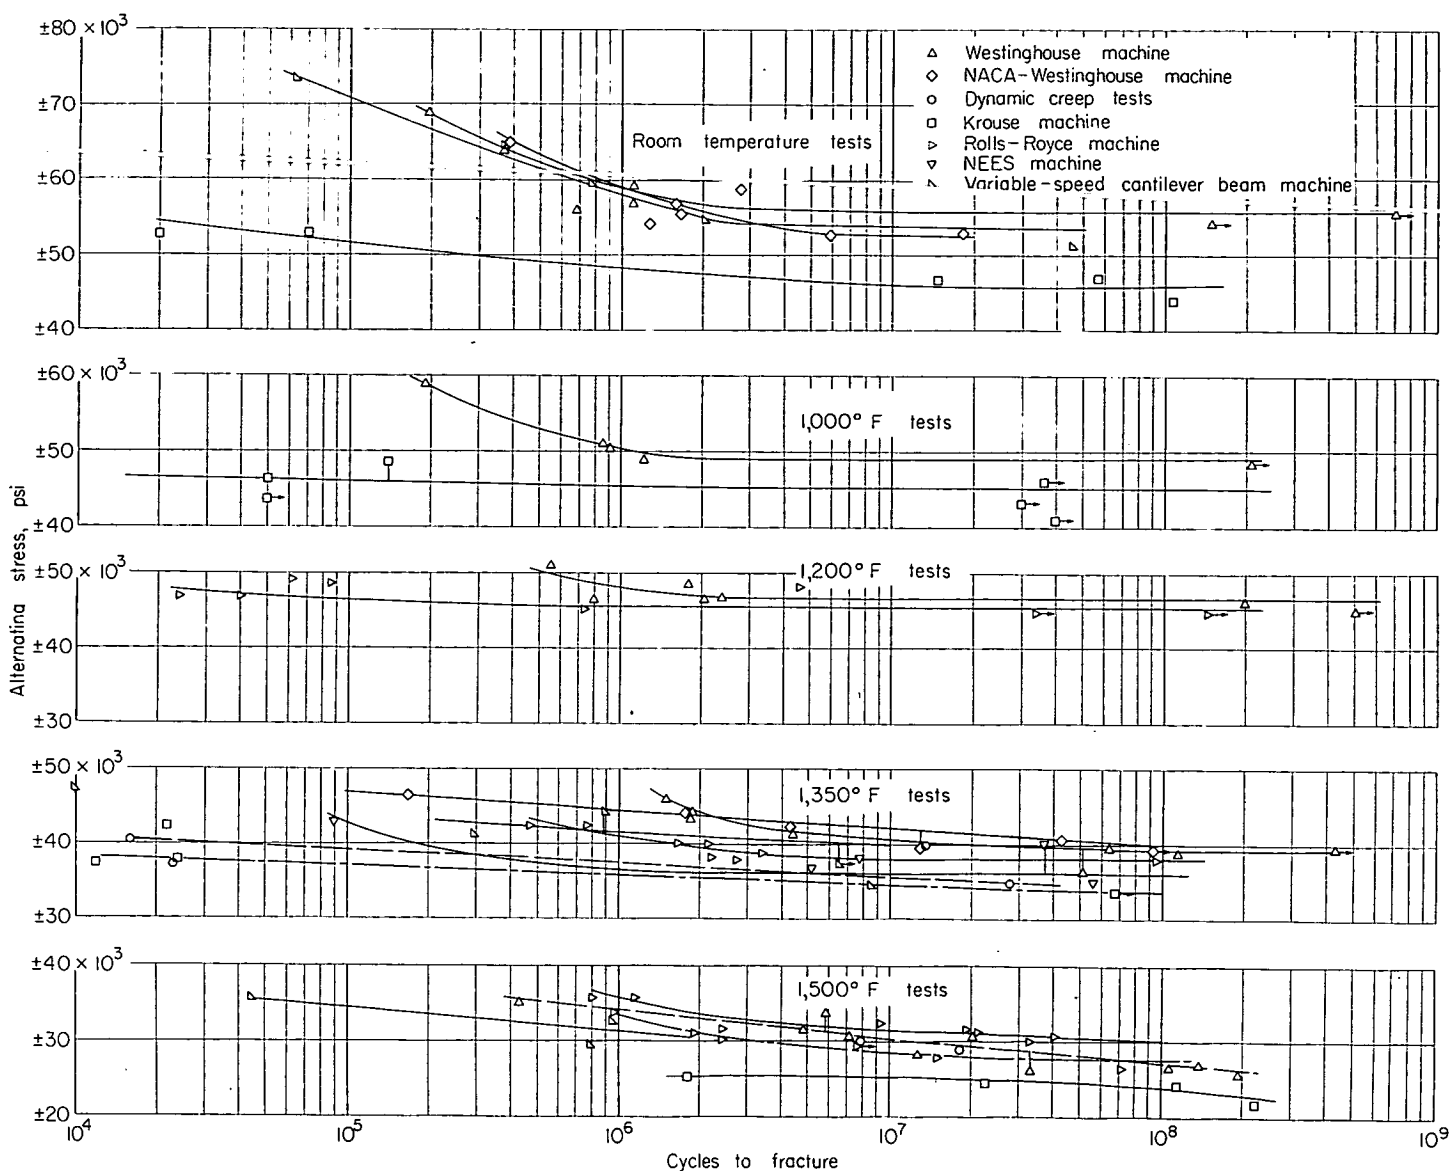 ±80 × 10³
±70
±60
±50
±40
Westinghouse machine
NACA-Westinghouse machine
Dynamic creep tests
Krouse machine
Rolls-Royce machine
NEES machine
Variable-speed cantilever beam machine
Room temperature tests
±60 × 10³
±50
±40
1,000° F tests
±50 × 10³
±40
±30
1,200° F tests
Alternating stress, psi
±50 × 10³
±40
±30
1,350° F tests
±40 × 10³
±30
±20
1,500° F tests
10⁴
10⁵
10⁶
10⁷
10⁸
10⁹
Cycles to fracture